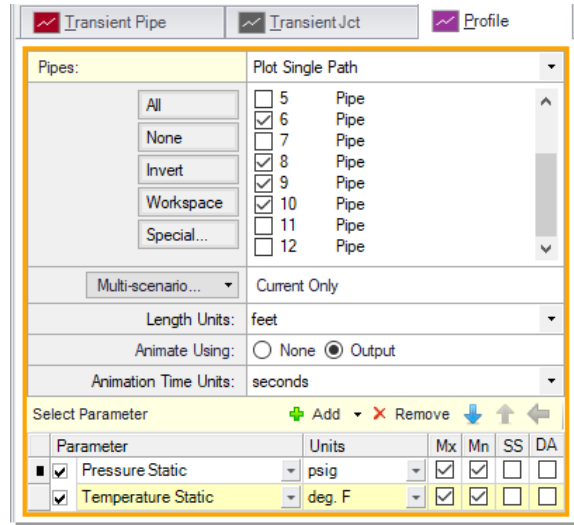 Transient Pipe Transient Jct Profile
Pipes: Plot Single Path
All
None
Invert
Workspace
Special...
5 Pipe
6 Pipe
7 Pipe
8 Pipe
9 Pipe
10 Pipe
11 Pipe
12 Pipe
Multi-scenario... Current Only
Length Units: feet
Animate Using: None Output
Animation Time Units: seconds
Select Parameter Add Remove
Parameter Units Mx Mn SS DA
Pressure Static psig
Temperature Static deg. F